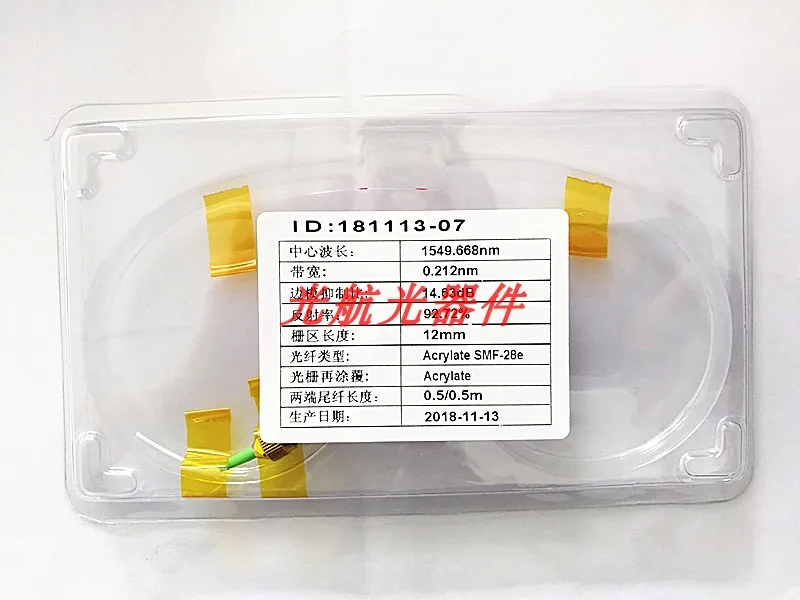 ID:181113-07
中心波长: 1549.668nm
带宽: 0.212nm
边模抑制比: 14.63dB
光航光器件
反射率: 92.72%
栅区长度: 12mm
光纤类型: Acrylate SMF-28e
光栅再涂覆: Acrylate
两端尾纤长度: 0.5/0.5m
生产日期: 2018-11-13